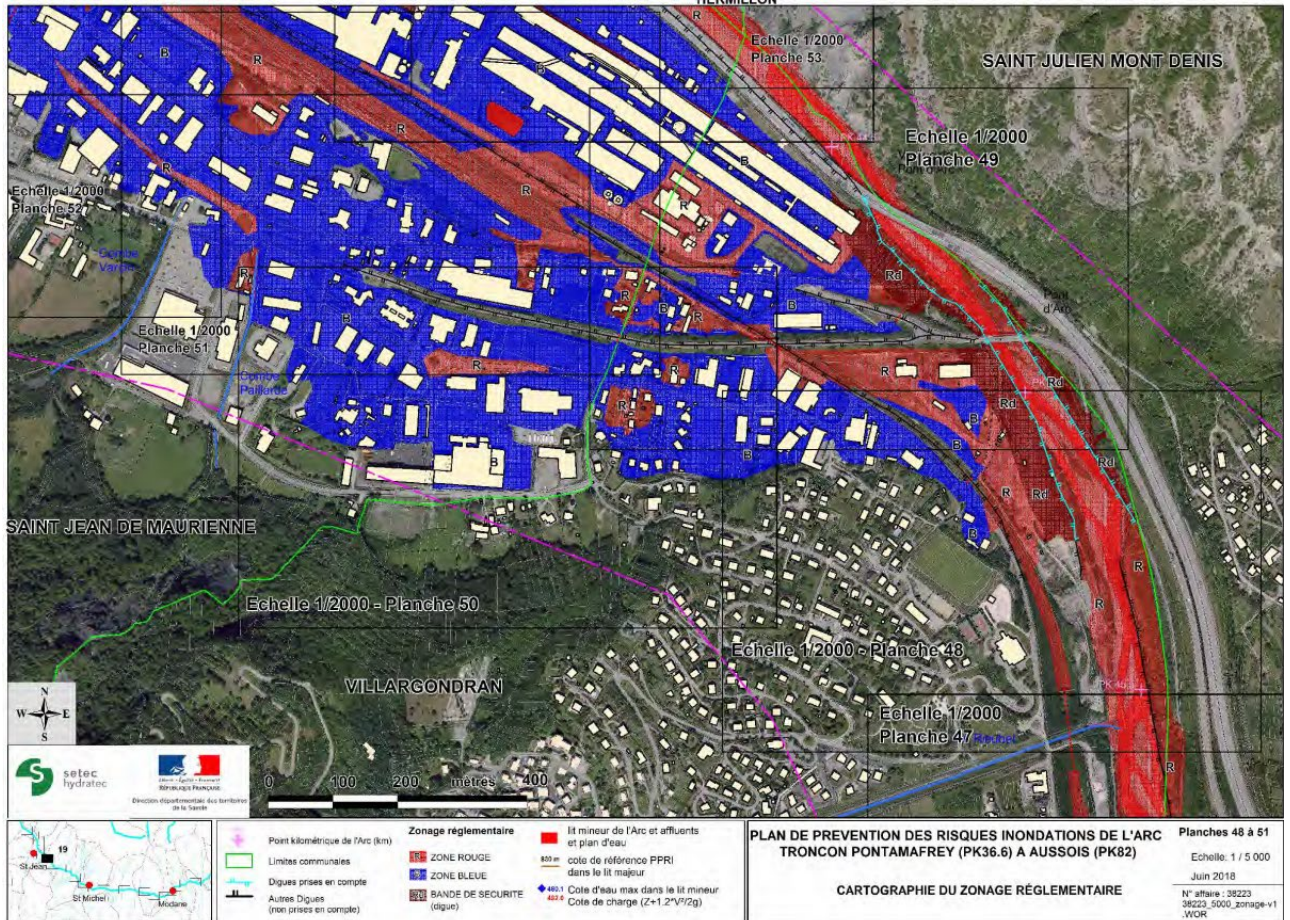 HERMILLON
Echelle 1/2000
Planche 53
SAINT JULIEN MONT DENIS
Echelle 1/2000
Planche 49
Echelle 1/2000
Planche 52
Echelle 1/2000
Planche 51
SAINT JEAN DE MAURIENNE
Echelle 1/2000 - Planche 50
Echelle 1/2000 - Planche 48
VILLARGONDRAN
Echelle 1/2000
Planche 47
R
B
Rd
N
W E
S
setec
hydratec
RÉPUBLIQUE FRANÇAISE
Direction départementale des territoires
de la Savoie
0 100 200 mètres 400
19
St Jean
St Michel
Modane
Point kilométrique de l'Arc (km)
Limites communales
Digues prises en compte
Autres Digues
(non prises en compte)
Zonage réglementaire
ZONE ROUGE
ZONE BLEUE
BANDE DE SECURITE
(digue)
lit mineur de l'Arc et affluents
et plan d'eau
cote de référence PPRI
dans le lit majeur
Cote d'eau max dans le lit mineur
Cote de charge (Z+1.2*V²/2g)
PLAN DE PREVENTION DES RISQUES INONDATIONS DE L'ARC
TRONCON PONTAMAFREY (PK36.6) A AUSSOIS (PK82)
CARTOGRAPHIE DU ZONAGE RÉGLEMENTAIRE
Planches 48 à 51
Echelle: 1 / 5 000
Juin 2018
N° affaire : 38223
38223_5000_zonage-v1
.WOR